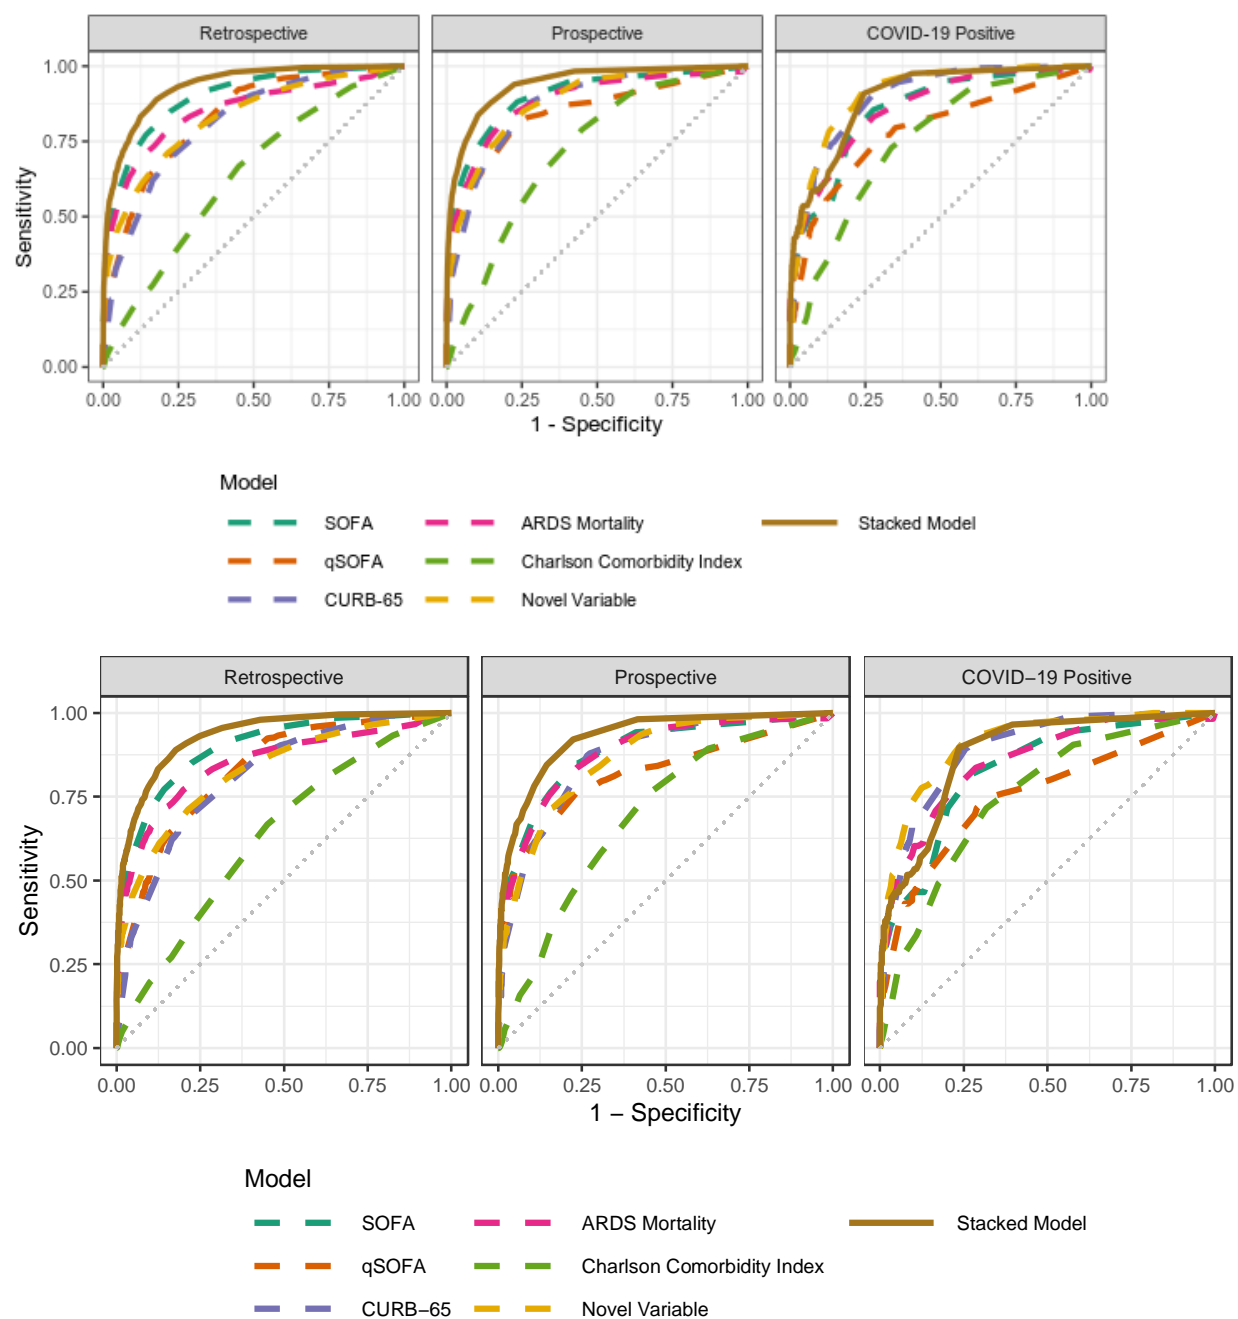 Retrospective Prospective COVID-19 Positive
1.00
0.75
0.50
0.25
0.00
Sensitivity
0.00 0.25 0.50 0.75 1.00 0.00 0.25 0.50 0.75 1.00 0.00 0.25 0.50 0.75 1.00
1 - Specificity
Model
SOFA ARDS Mortality Stacked Model
qSOFA Charlson Comorbidity Index
CURB-65 Novel Variable
Retrospective Prospective COVID−19 Positive
1.00
0.75
0.50
0.25
0.00
Sensitivity
0.00 0.25 0.50 0.75 1.00 0.00 0.25 0.50 0.75 1.00 0.00 0.25 0.50 0.75 1.00
1 − Specificity
Model
SOFA ARDS Mortality Stacked Model
qSOFA Charlson Comorbidity Index
CURB−65 Novel Variable